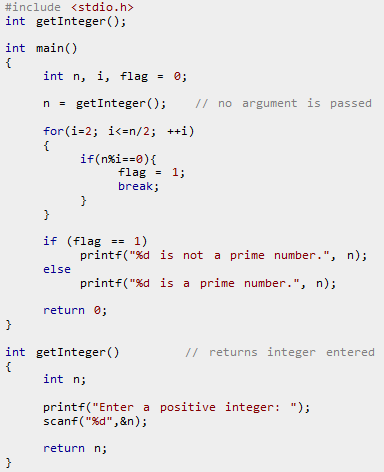 #include <stdio.h>
int getInteger();
int main()
{
int n, i, flag = 0;
n = getInteger();    // no argument is passed
for(i=2; i<=n/2; ++i)
{
if(n%i==0){
flag = 1;
break;
}
}
if (flag == 1)
printf("%d is not a prime number.", n);
else
printf("%d is a prime number.", n);
return 0;
}
int getInteger()         // returns integer entered
{
int n;
printf("Enter a positive integer: ");
scanf("%d",&n);
return n;
}